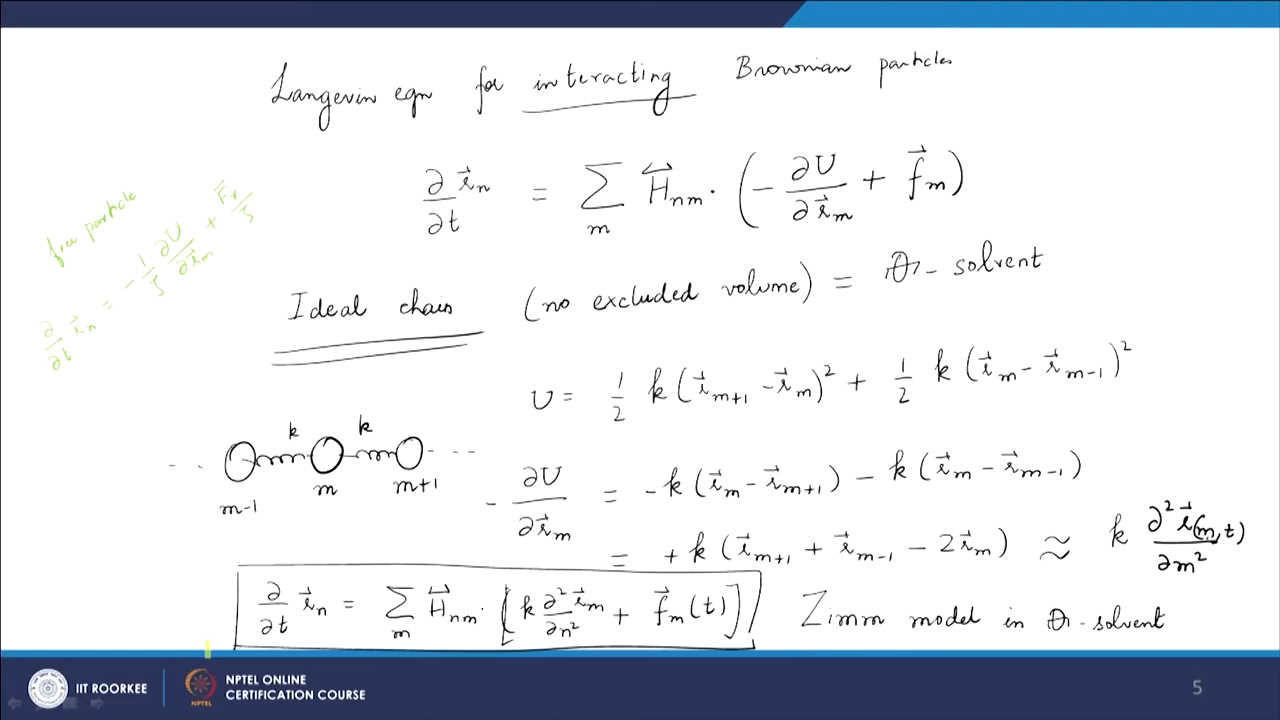 Langevin eqn for interacting Brownian particles
∂r⃗n/∂t = Σm H⃡nm · (−∂U/∂r⃗m + f⃗m)
free particle
∂/∂t r⃗n = −1/ζ ∂U/∂r⃗m + F⃗r/ζ
Ideal chain (no excluded volume) = θ-solvent
U = 1/2 k (r⃗m+1 − r⃗m)² + 1/2 k (r⃗m − r⃗m−1)²
k k
m-1 m m+1
−∂U/∂r⃗m = −k (r⃗m − r⃗m+1) − k (r⃗m − r⃗m−1)
= +k (r⃗m+1 + r⃗m−1 − 2r⃗m) ≈ k ∂²r⃗(m,t)/∂m²
∂/∂t r⃗n = Σm H⃡nm · [k ∂²r⃗m/∂n² + f⃗m(t)] Zimm model in θ-solvent
IIT ROORKEE
NPTEL
NPTEL ONLINE
CERTIFICATION COURSE
5